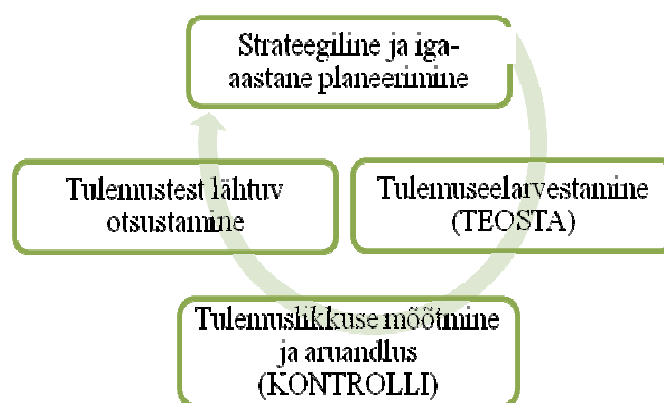 Strateegiline ja iga-
aastane planeerimine
Tulemustest lähtuv
otsustamine
Tulemuseelarvestamine
(TEOSTA)
Tulemuslikkuse mõõtmine
ja aruandlus
(KONTROLLI)